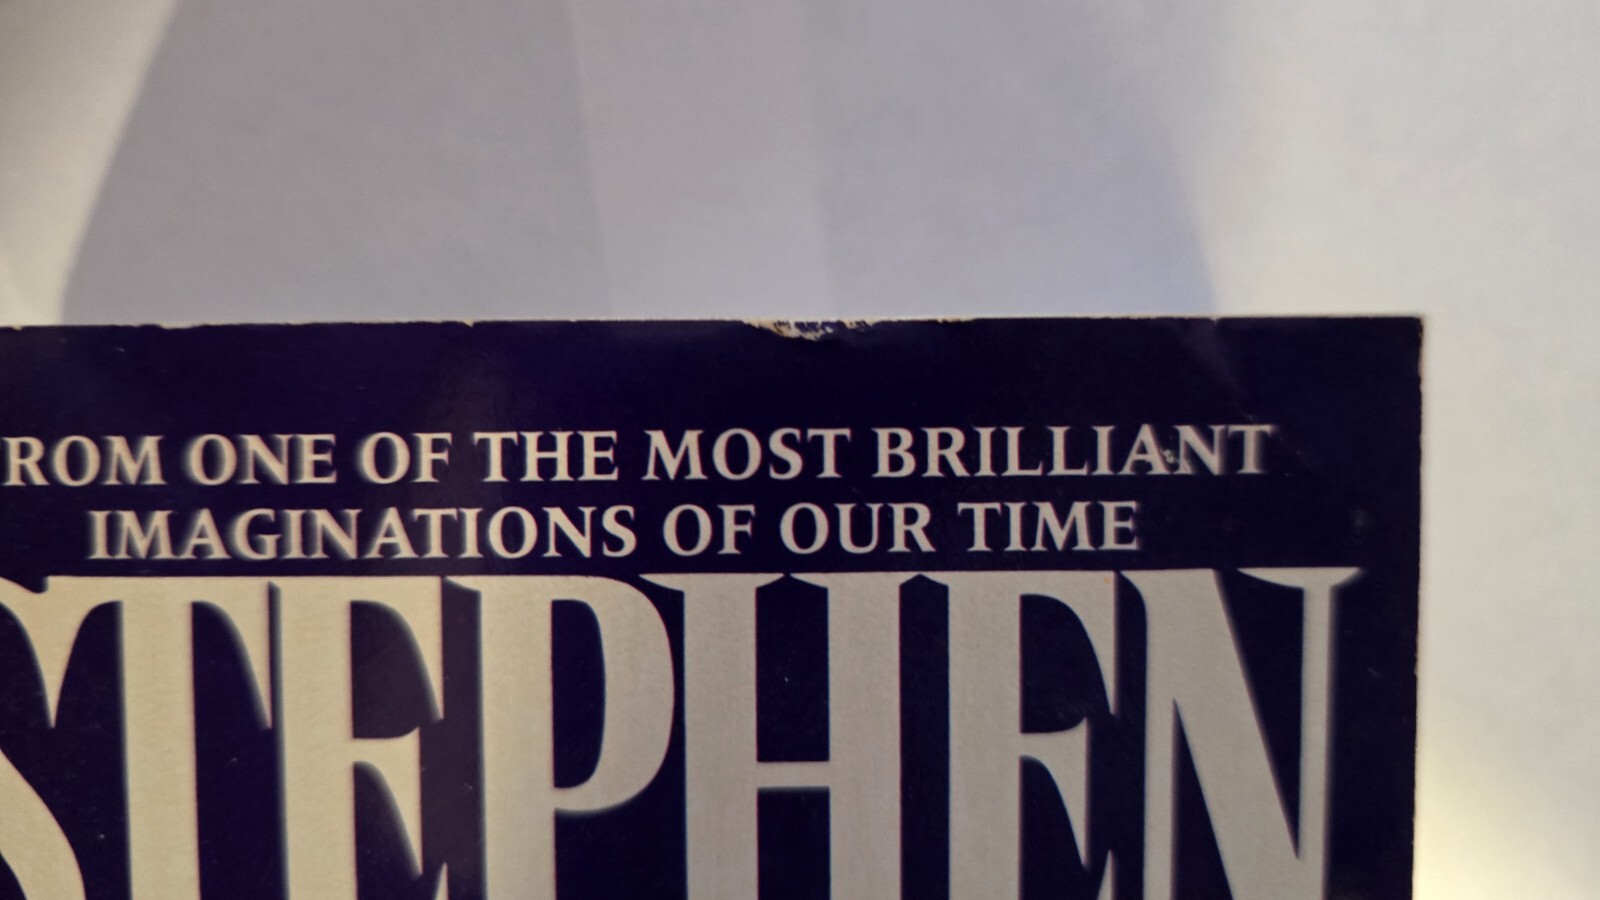 ROM ONE OF THE MOST BRILLIANT
IMAGINATIONS OF OUR TIME
STEPHEN